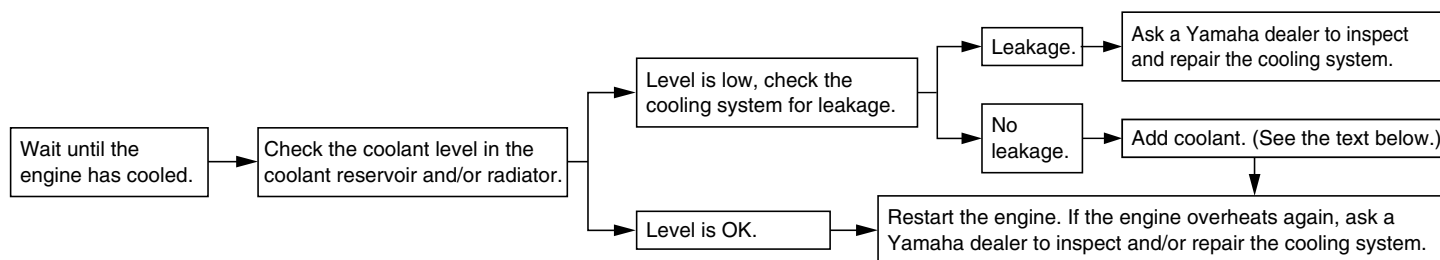 Wait until the
engine has cooled.
Check the coolant level in the
coolant reservoir and/or radiator.
Level is low, check the
cooling system for leakage.
Leakage.
Ask a Yamaha dealer to inspect
and repair the cooling system.
No
leakage.
Add coolant. (See the text below.)
Level is OK.
Restart the engine. If the engine overheats again, ask a
Yamaha dealer to inspect and/or repair the cooling system.